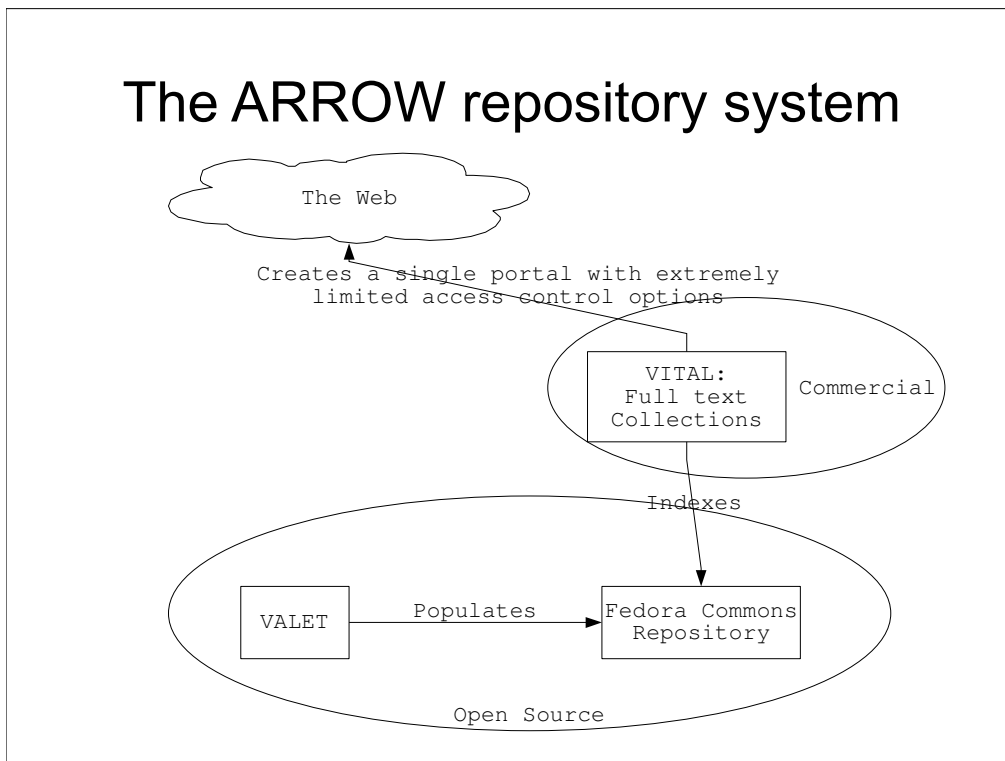 The ARROW repository system
The Web
Creates a single portal with extremely
limited access control options
VITAL:
Full text
Collections
Commercial
Indexes
VALET
Populates
Fedora Commons
Repository
Open Source